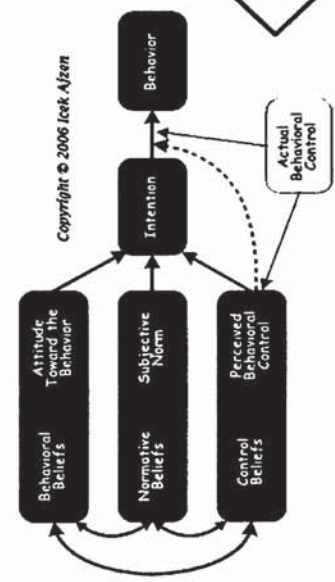 Copyright © 2006 Icek Ajzen
Behavioral
Beliefs
Attitude
Toward the
Behavior
Normative
Beliefs
Subjective
Norm
Control
Beliefs
Perceived
Behavioral
Control
Intention
Behavior
Actual
Behavioral
Control